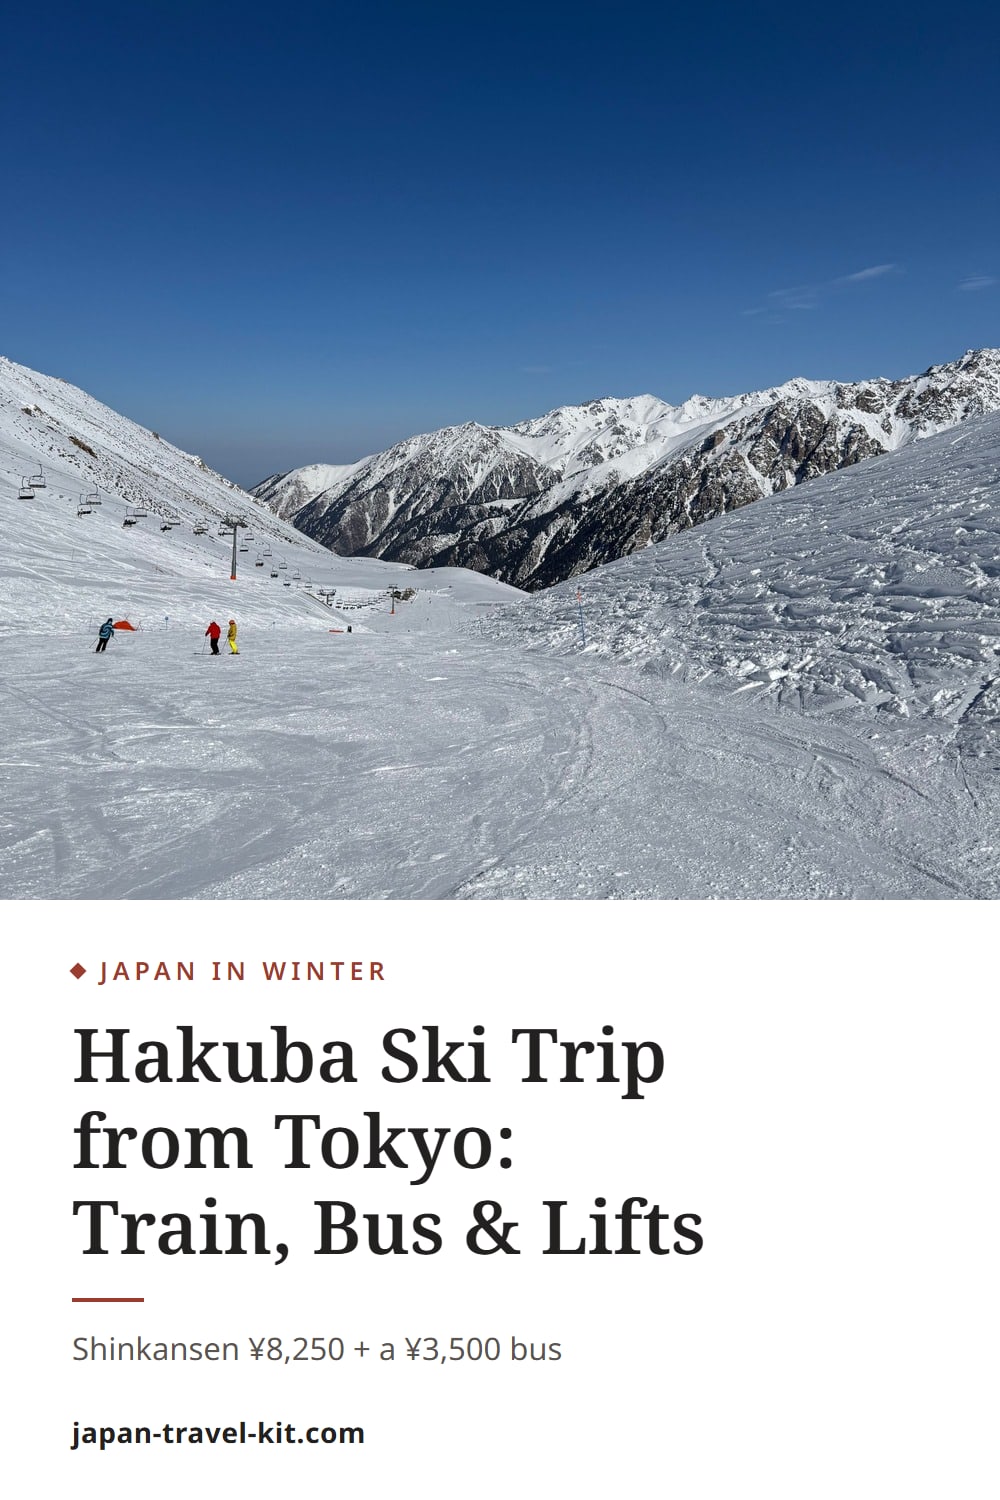 JAPAN IN WINTER
Hakuba Ski Trip
from Tokyo:
Train, Bus & Lifts
Shinkansen ¥8,250 + a ¥3,500 bus
japan-travel-kit.com